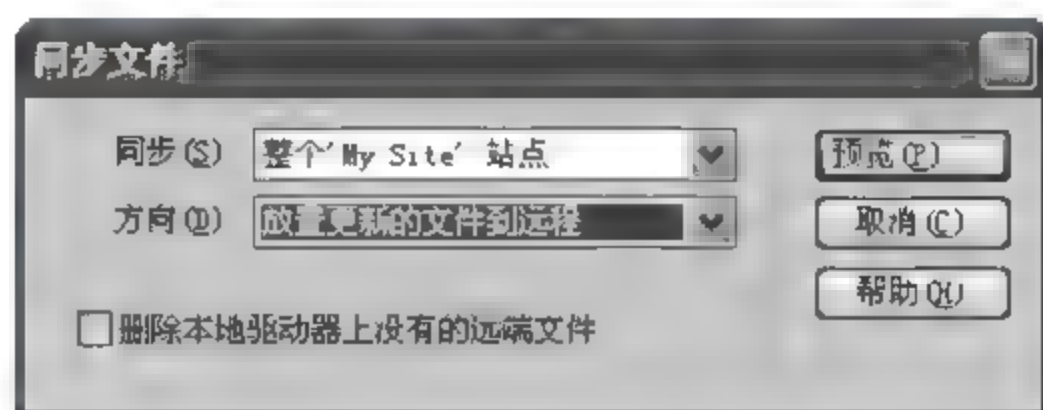 同步文件
同步(S) 整个'My Site' 站点
预览(P)
方向(D) 放置更新的文件到远程
取消(C)
帮助(H)
删除本地驱动器上没有的远端文件